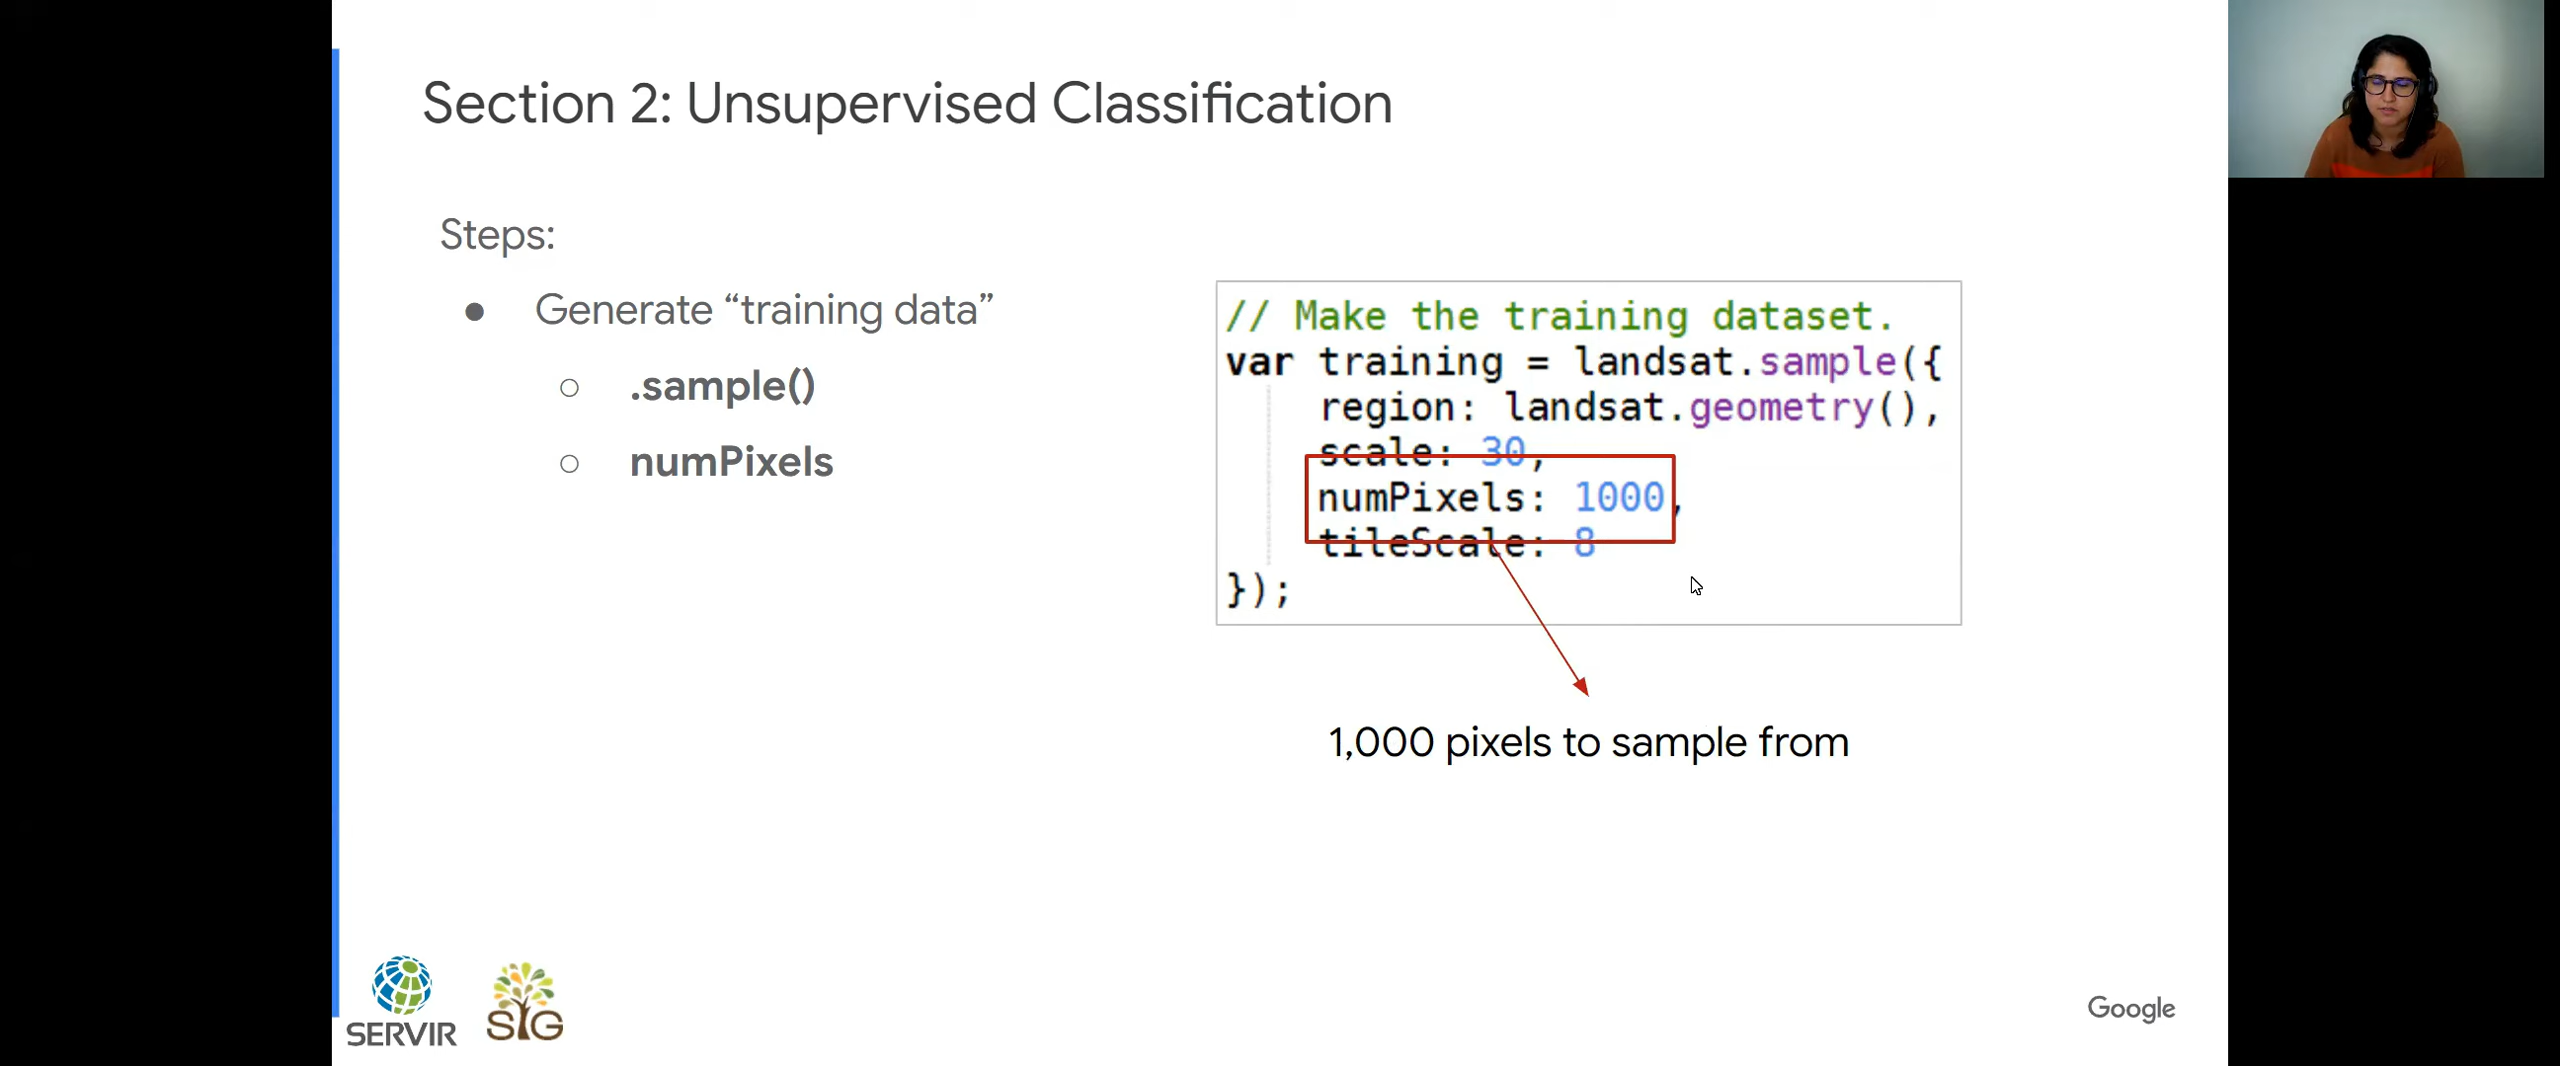 Section 2: Unsupervised Classification
Steps:
● Generate “training data”
○ .sample()
○ numPixels
// Make the training dataset.
var training = landsat.sample({
region: landsat.geometry(),
scale: 30,
numPixels: 1000,
tileScale: 8
});
1,000 pixels to sample from
SERVIR
SIG
Google